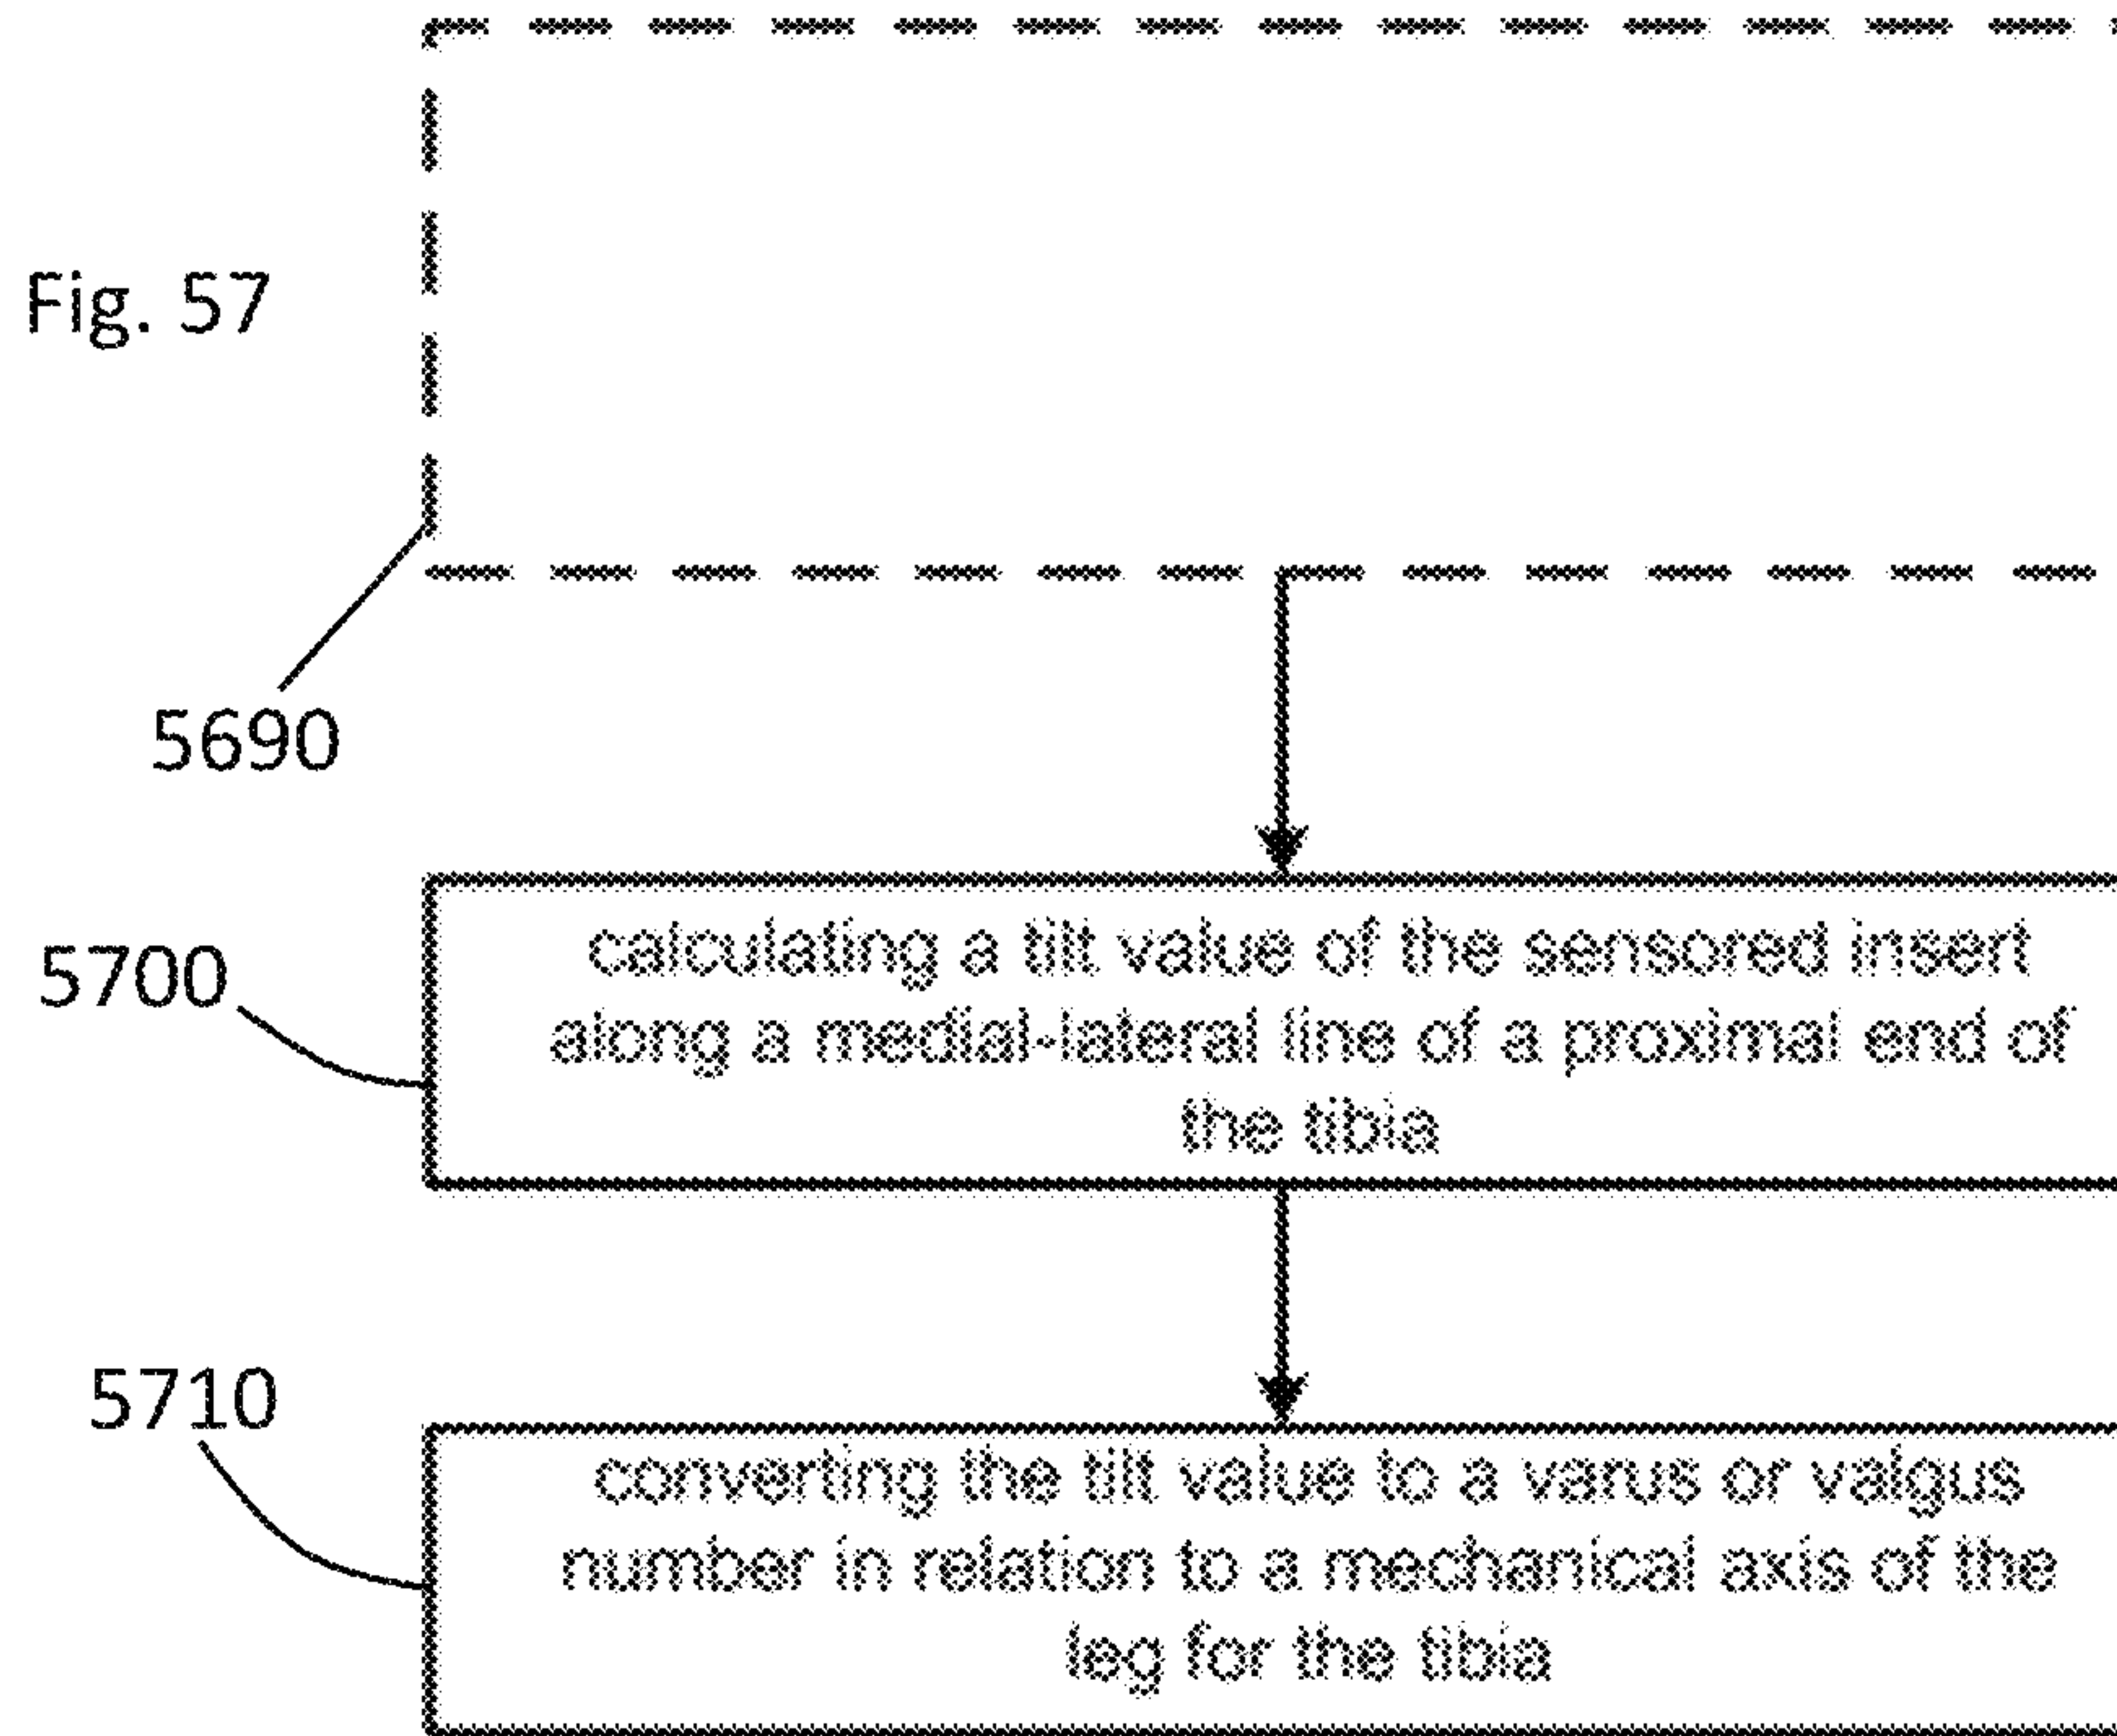 Fig. 57
5690
5700
calculating a tilt value of the sensored insert
along a medial-lateral line of a proximal end of
the tibia
5710
converting the tilt value to a varus or valgus
number in relation to a mechanical axis of the
leg for the tibia